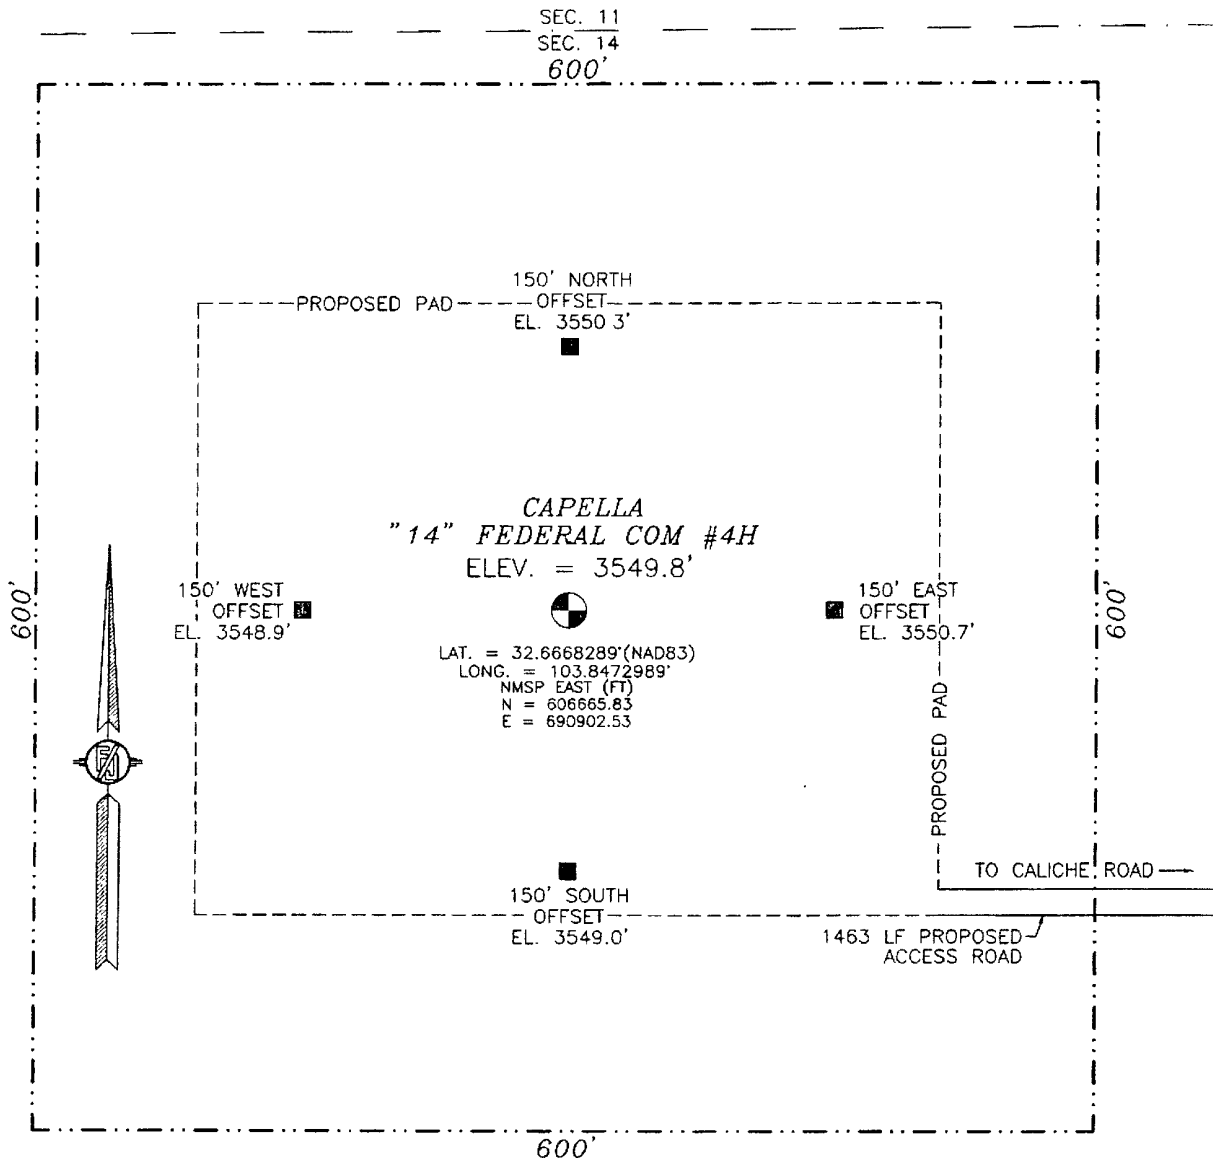 SEC. 11
SEC. 14
600'
150' NORTH
PROPOSED PAD
OFFSET
EL. 3550 3'
CAPELLA
"14" FEDERAL COM #4H
ELEV. = 3549.8'
150' WEST
OFFSET
EL. 3548.9'
150' EAST
OFFSET
EL. 3550.7'
600'
600'
LAT. = 32.6668289°(NAD83)
LONG. = 103.8472989°
NMSP EAST (FT)
N = 606665.83
E = 690902.53
PROPOSED PAD
TO CALICHE ROAD
150' SOUTH
OFFSET
EL. 3549.0'
1463 LF PROPOSED
ACCESS ROAD
600'